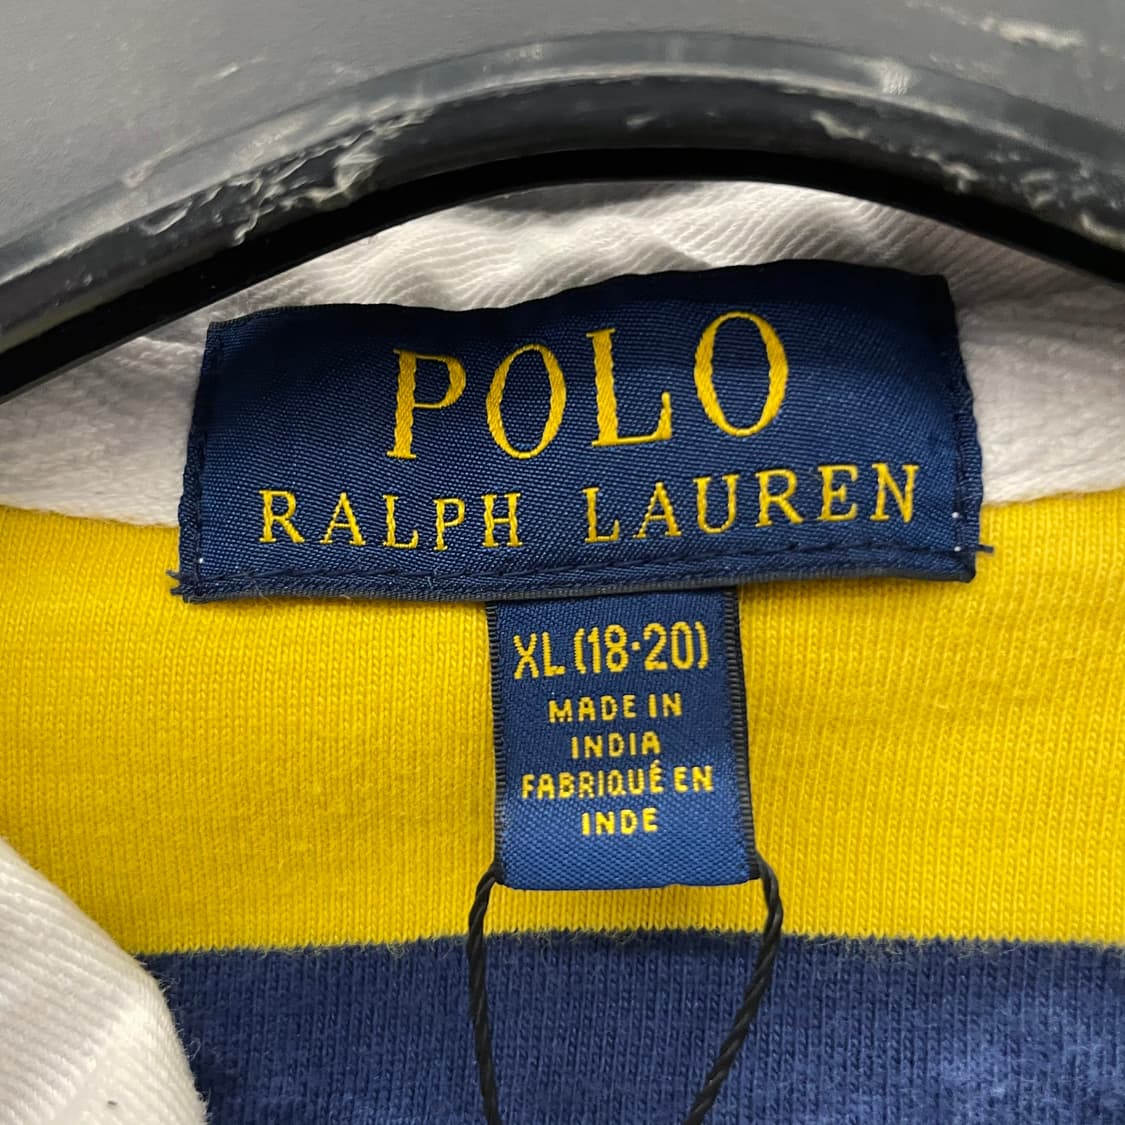 POLO
RALPH LAUREN
XL (18-20)
MADE IN
INDIA
FABRIQUÉ EN
INDE